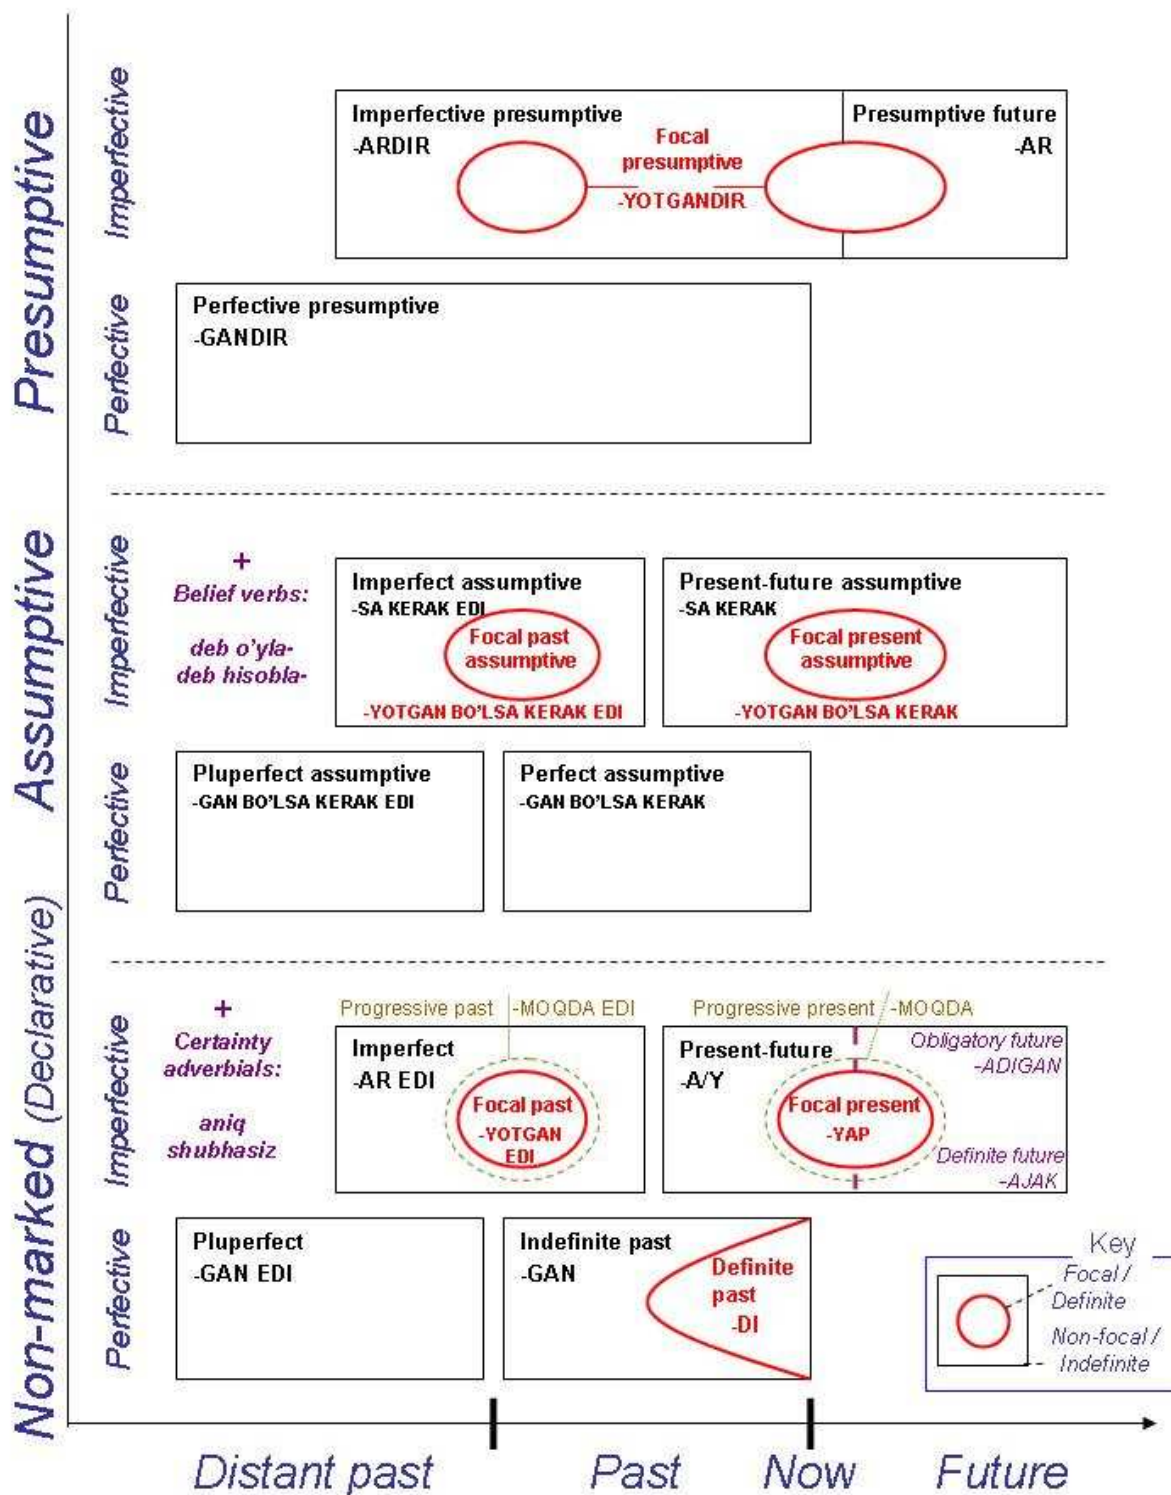 Presumptive
Imperfective
Imperfective presumptive
-ARDIR
Focal
presumptive
-YOTGANDIR
Presumptive future
-AR
Perfective
Perfective presumptive
-GANDIR
Assumptive
Imperfective
+
Belief verbs:
deb o'yla-
deb hisobla-
Imperfect assumptive
-SA KERAK EDI
Focal past
assumptive
-YOTGAN BO'LSA KERAK EDI
Present-future assumptive
-SA KERAK
Focal present
assumptive
-YOTGAN BO'LSA KERAK
Perfective
Pluperfect assumptive
-GAN BO'LSA KERAK EDI
Perfect assumptive
-GAN BO'LSA KERAK
Non-marked (Declarative)
Imperfective
+
Certainty
adverbials:
aniq
shubhasiz
Progressive past -MOQDA EDI
Imperfect
-AR EDI
Focal past
-YOTGAN
EDI
Progressive present -MOQDA
Present-future
-A/Y
Focal present
-YAP
Obligatory future
-ADIGAN
Definite future
-AJAK
Perfective
Pluperfect
-GAN EDI
Indefinite past
-GAN
Definite
past
-DI
Key
Focal /
Definite
Non-focal /
Indefinite
Distant past Past Now Future